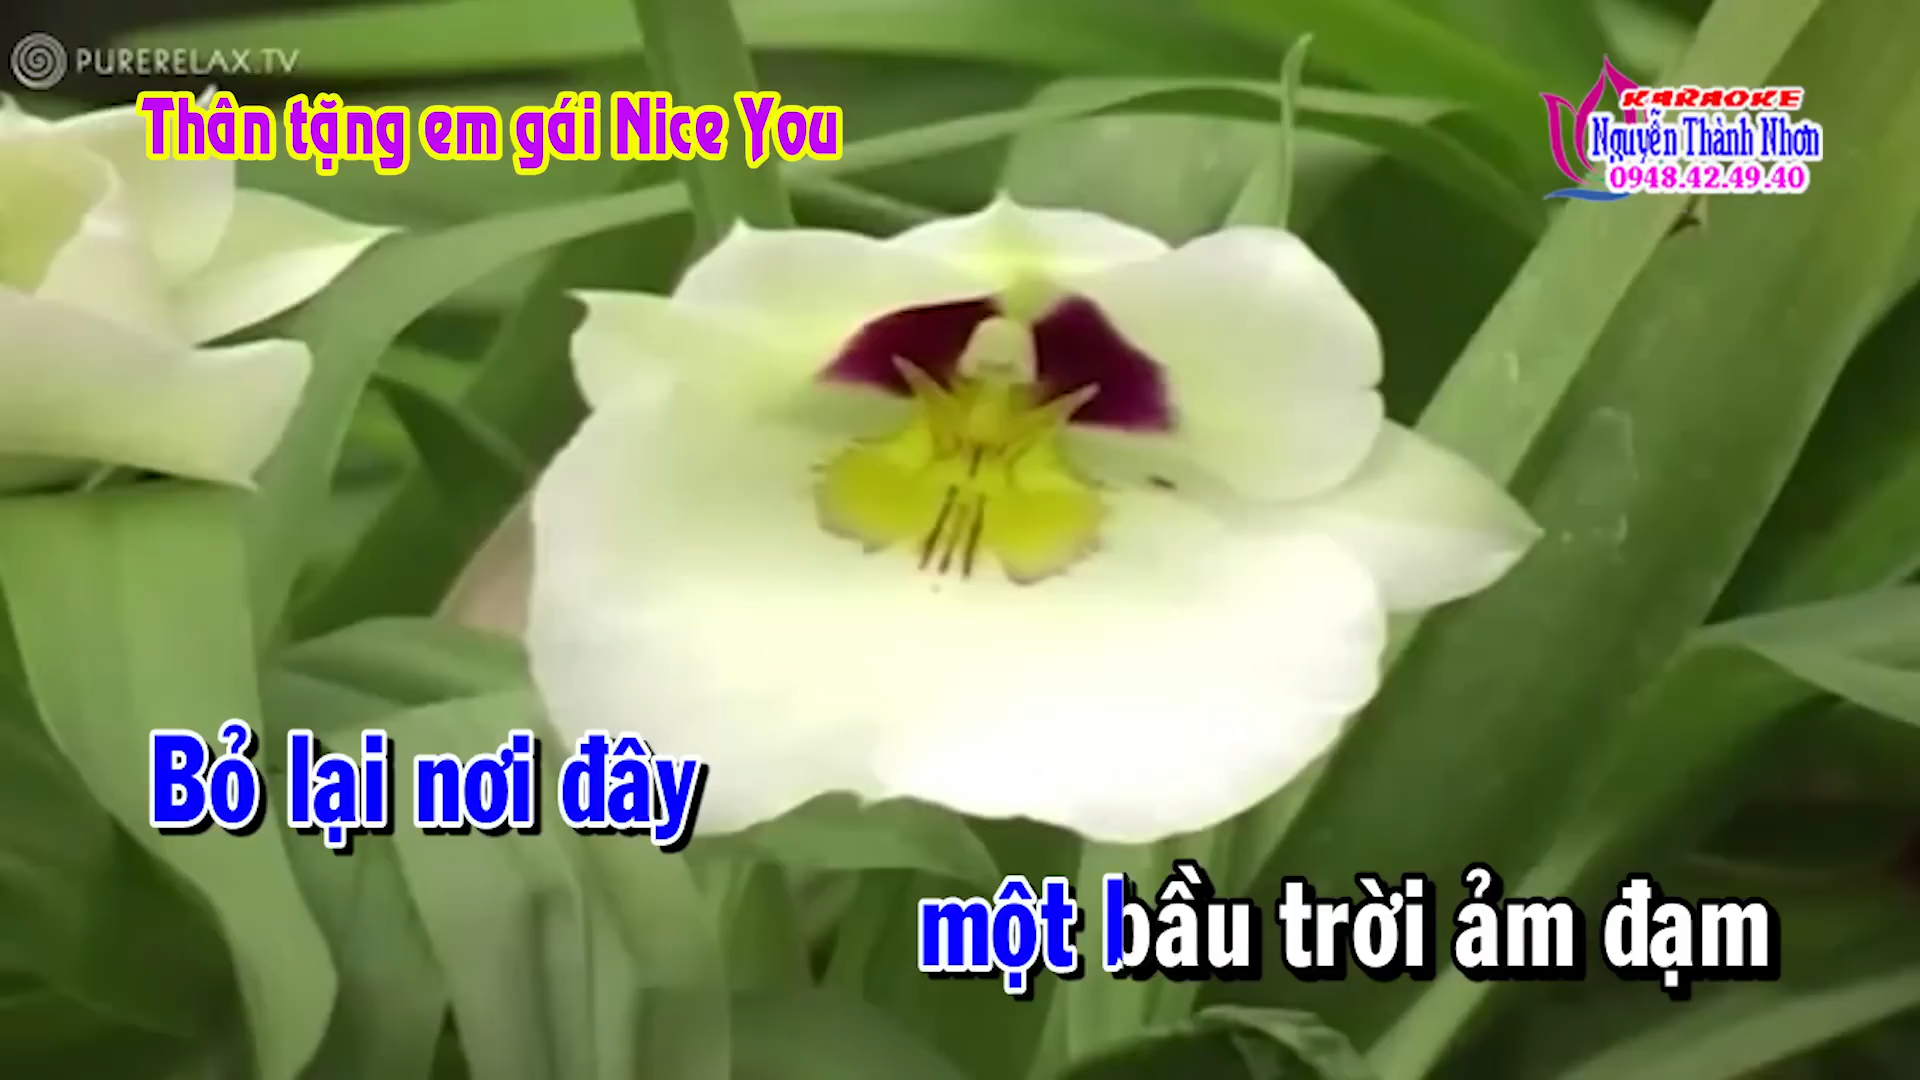 PURERELAX.TV
Thân tặng em gái Nice You
KARAOKE
Nguyễn Thành Nhơn
0948.42.49.40
Bỏ lại nơi đây
một bầu trời ảm đạm